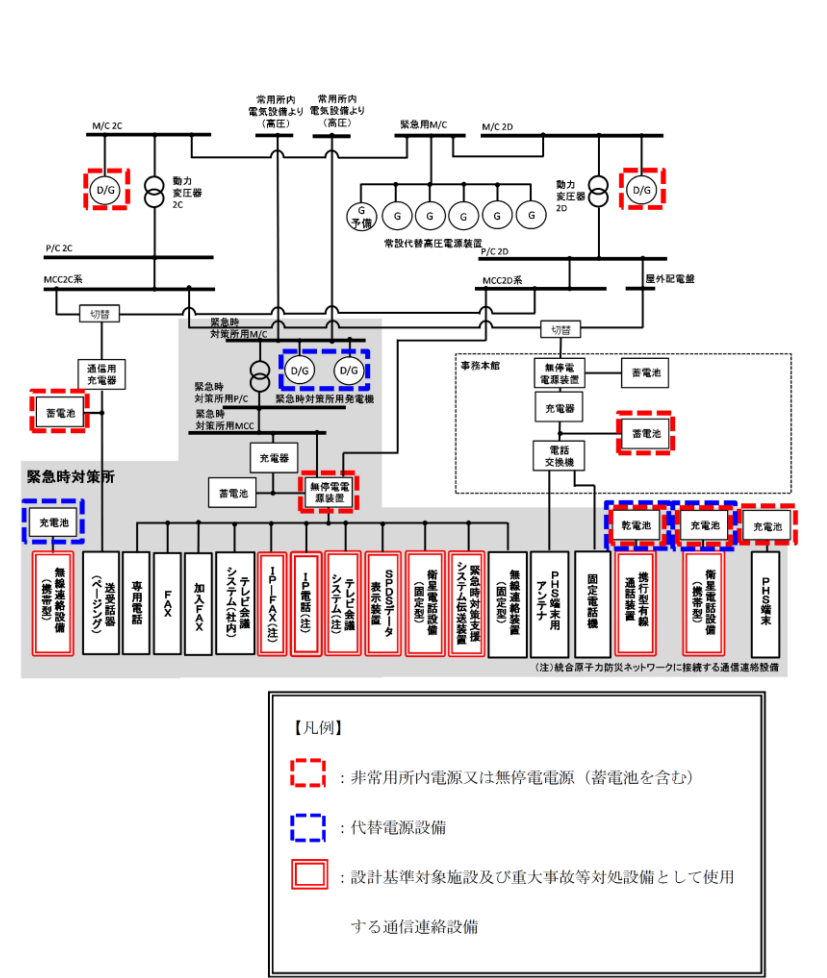 常用所内
電気設備より
(高圧)
常用所内
電気設備より
(高圧)
M/C 2C
緊急用M/C
M/C 2D
D/G
動力
変圧器
2C
G
予備
G
G
G
G
G
常設代替高圧電源装置
動力
変圧器
2D
D/G
P/C 2C
P/C 2D
MCC2C系
MCC2D系
屋外配電盤
切替
緊急時
対策所用M/C
切替
通信用
充電器
D/G
D/G
緊急時対策所用発電機
事務本館
無停電
電源装置
蓄電池
緊急時
対策所用P/C
緊急時
対策所用MCC
蓄電池
充電器
蓄電池
電話
交換機
充電器
緊急時対策所
蓄電池
無停電電
源装置
充電池
乾電池
充電池
充電池
無線連絡設備
(携帯型)
送受話器
(ページング)
専用電話
FAX
加入FAX
テレビ会議
システム(社内)
IP-FAX(注)
IP電話(注)
テレビ会議
システム(注)
SPDSデータ
表示装置
衛星電話設備
(固定型)
緊急時対策支援
システム伝送装置
無線連絡装置
(固定型)
PHS端末用
アンテナ
固定電話機
携行型有線
通話装置
衛星電話設備
(携帯型)
PHS端末
(注)統合原子力防災ネットワークに接続する通信連絡設備
【凡例】
：非常用所内電源又は無停電電源（蓄電池を含む）
：代替電源設備
：設計基準対象施設及び重大事故等対処設備として使用
する通信連絡設備